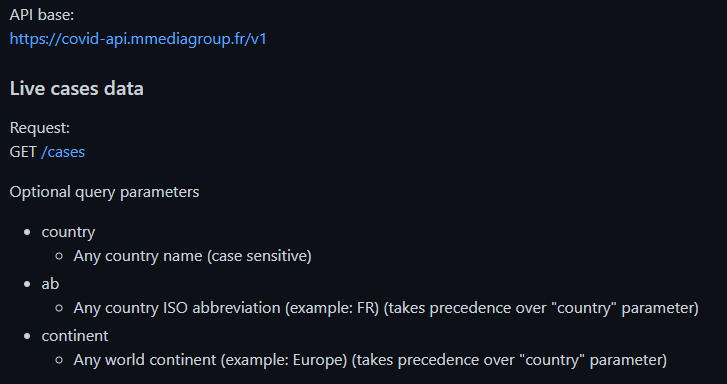 API base:
https://covid-api.mmediagroup.fr/v1
Live cases data
Request:
GET /cases
Optional query parameters
country
Any country name (case sensitive)
ab
Any country ISO abbreviation (example: FR) (takes precedence over "country" parameter)
continent
Any world continent (example: Europe) (takes precedence over "country" parameter)